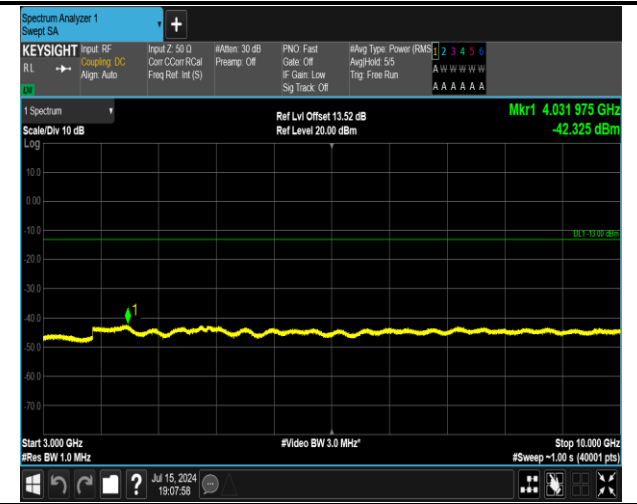 Spectrum Analyzer 1
Swept SA
+
KEYSIGHT
RL
Input: RF
Coupling: DC
Align: Auto
Input Z: 50 Ω
Corr CCorr RCal
Freq Ref: Int (S)
#Atten: 30 dB
Preamp: Off
PNO: Fast
Gate: Off
IF Gain: Low
Sig Track: Off
#Avg Type: Power (RMS
Avg|Hold: 5/5
Trig: Free Run
1 2 3 4 5 6
A W W W W W
A A A A A A
LXI
1 Spectrum
Scale/Div 10 dB
Ref Lvl Offset 13.52 dB
Ref Level 20.00 dBm
Mkr1 4.031 975 GHz
-42.325 dBm
Log
10.0
0.00
-10.0
DL1 -13.00 dBm
-20.0
-30.0
-40.0
1
-50.0
-60.0
-70.0
Start 3.000 GHz
#Res BW 1.0 MHz
#Video BW 3.0 MHz*
Stop 10.000 GHz
#Sweep ~1.00 s (40001 pts)
?
Jul 15, 2024
19:07:58